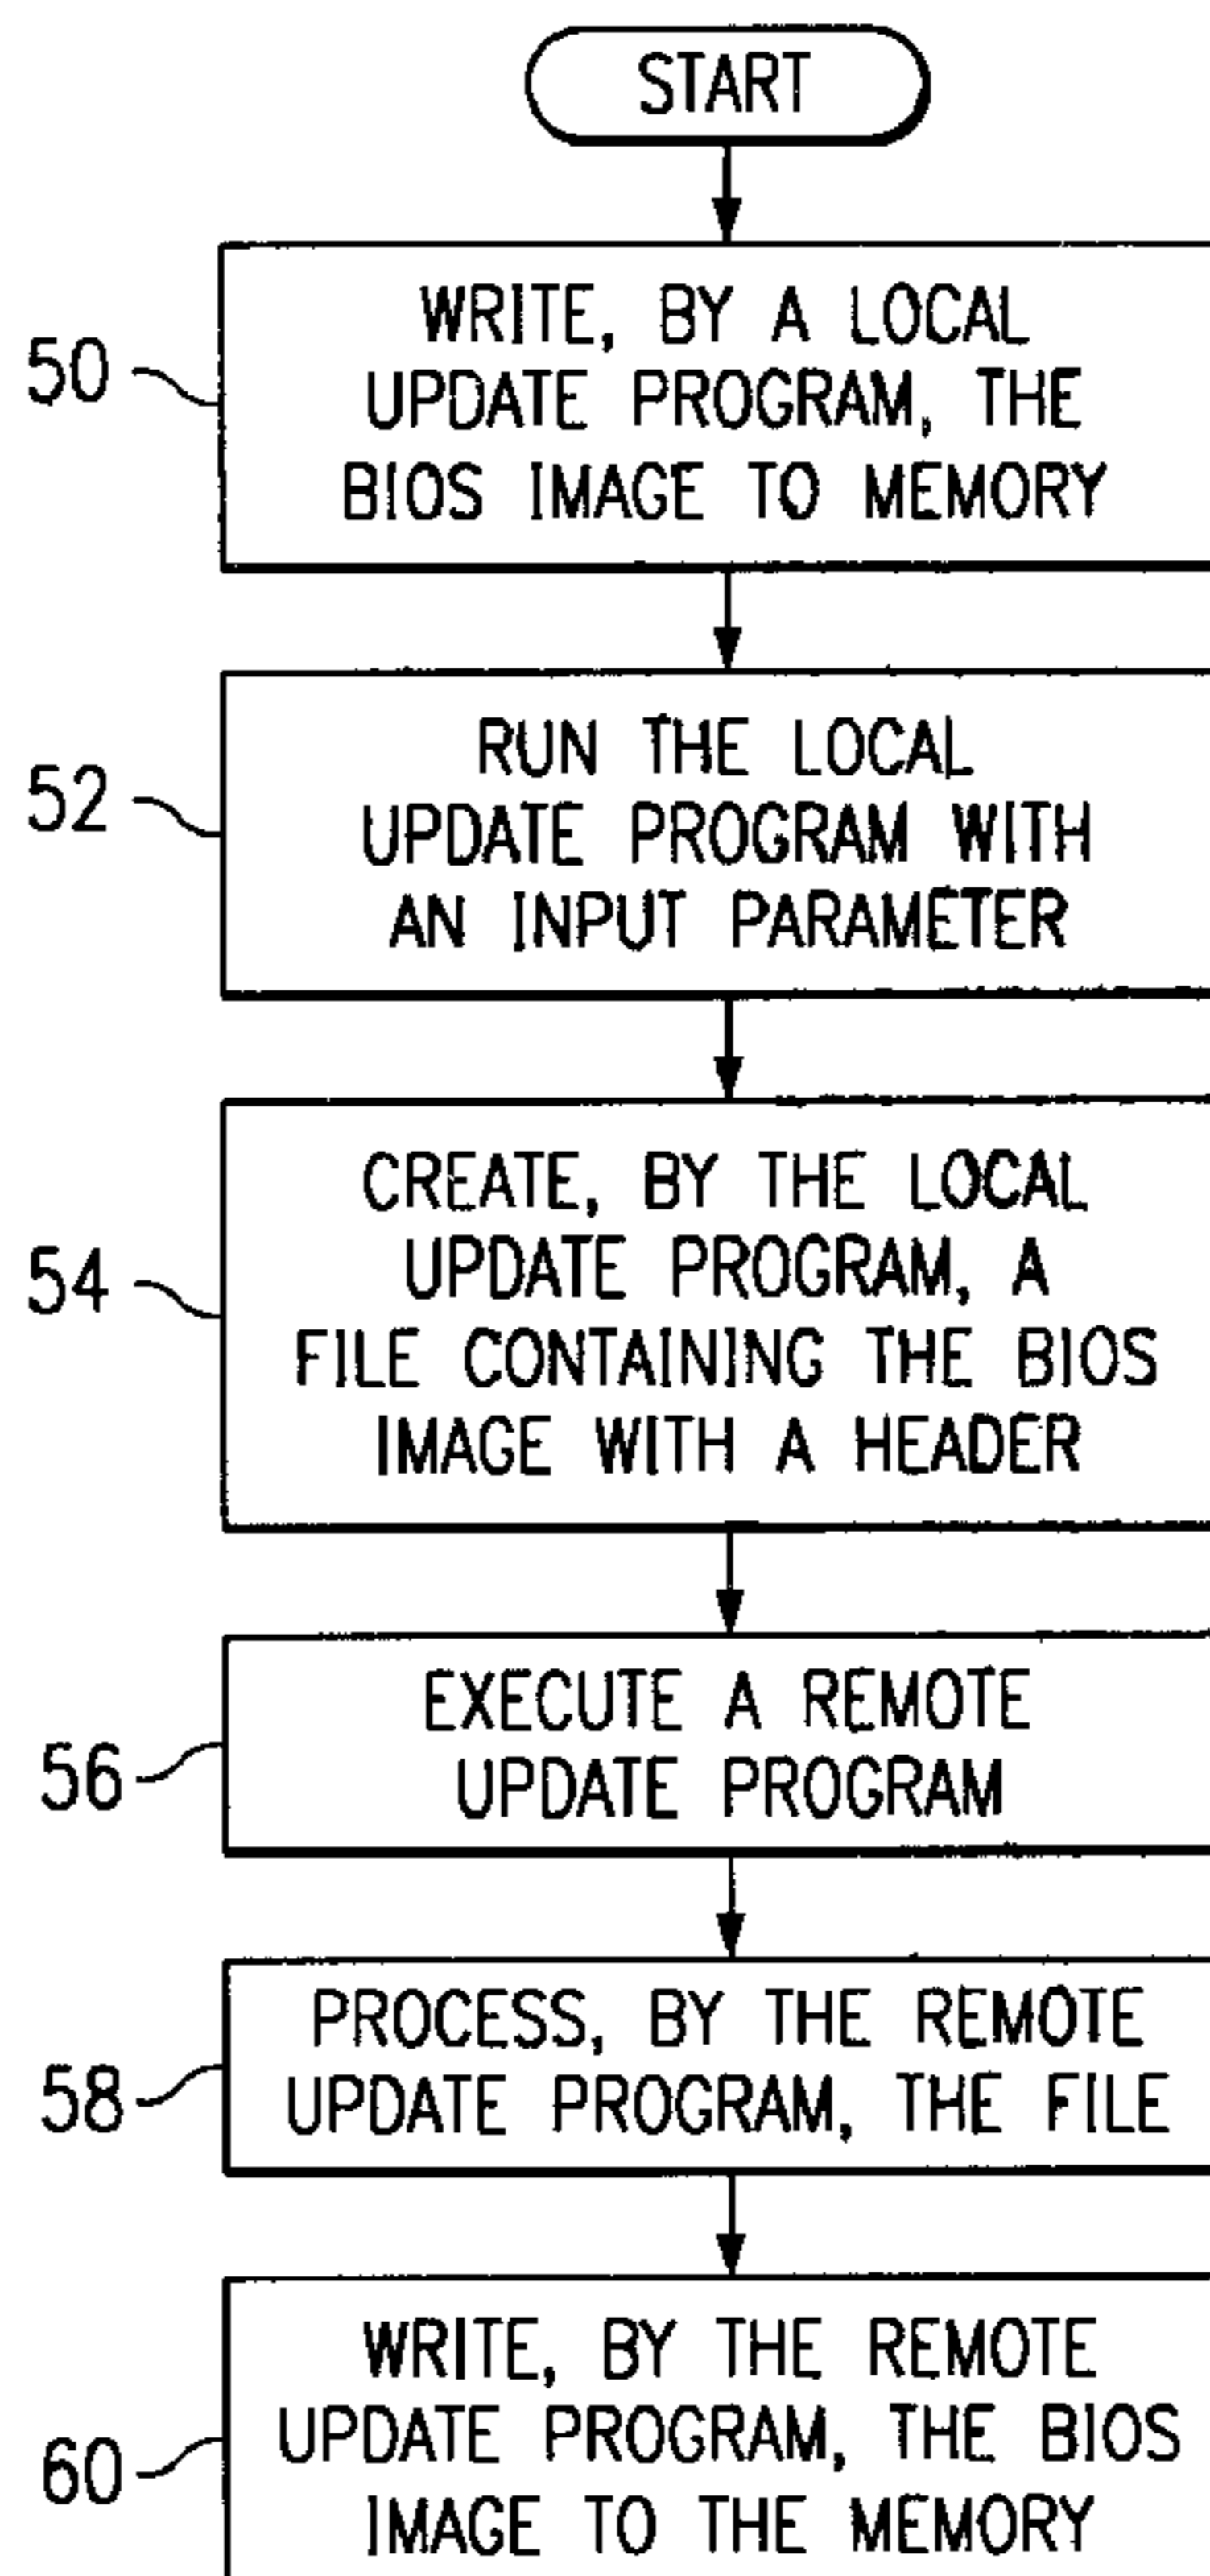 START
50
WRITE, BY A LOCAL
UPDATE PROGRAM, THE
BIOS IMAGE TO MEMORY
52
RUN THE LOCAL
UPDATE PROGRAM WITH
AN INPUT PARAMETER
54
CREATE, BY THE LOCAL
UPDATE PROGRAM, A
FILE CONTAINING THE BIOS
IMAGE WITH A HEADER
56
EXECUTE A REMOTE
UPDATE PROGRAM
58
PROCESS, BY THE REMOTE
UPDATE PROGRAM, THE FILE
60
WRITE, BY THE REMOTE
UPDATE PROGRAM, THE BIOS
IMAGE TO THE MEMORY